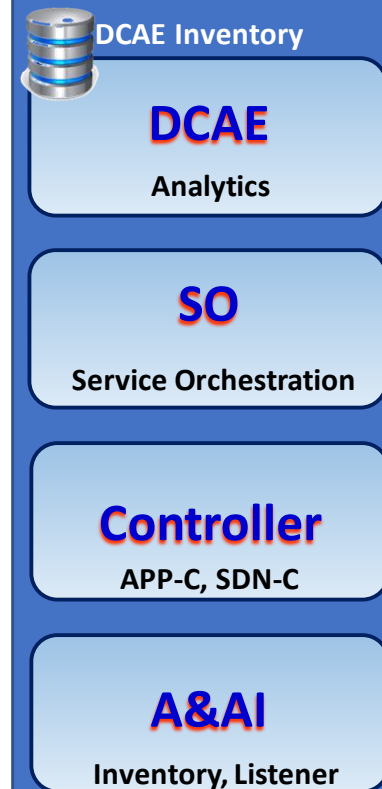 DCAE Inventory
DCAE
Analytics
SO
Service Orchestration
Controller
APP-C, SDN-C
A&AI
Inventory, Listener